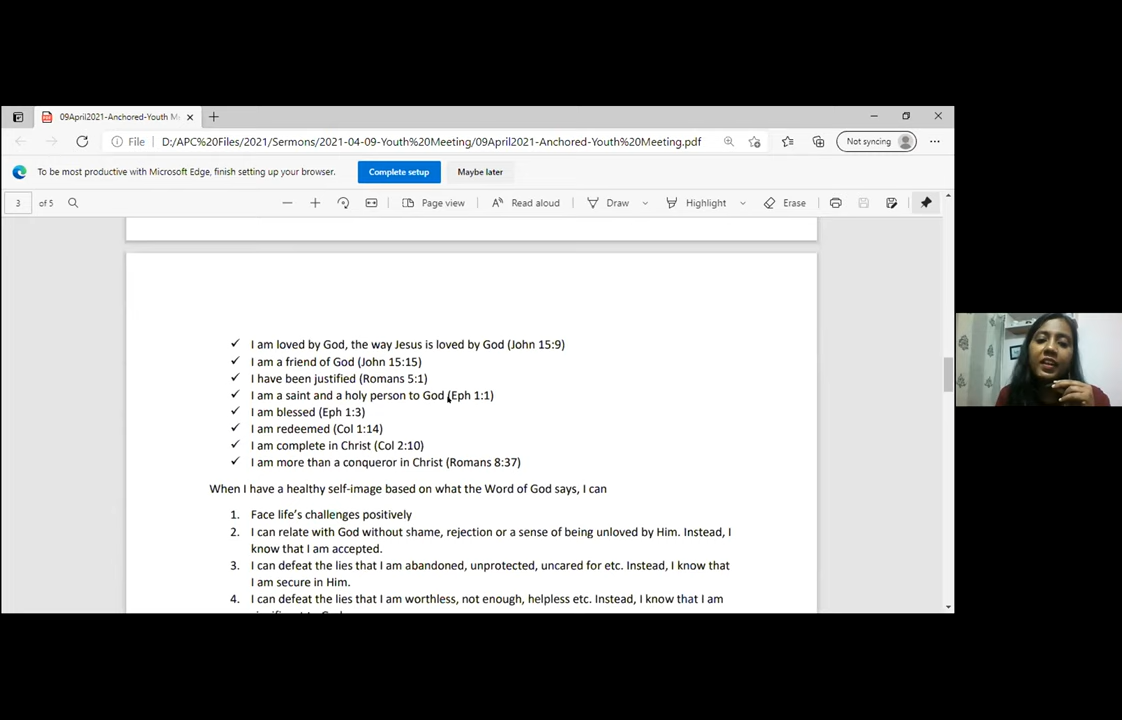 09April2021-Anchored-Youth M
File
D:/APC%20Files/2021/Sermons/2021-04-09-Youth%20Meeting/09April2021-Anchored-Youth%20Meeting.pdf
Not syncing
To be most productive with Microsoft Edge, finish setting up your browser.
Complete setup
Maybe later
3 of 5
Page view
Read aloud
Draw
Highlight
Erase
✓ I am loved by God, the way Jesus is loved by God (John 15:9)
✓ I am a friend of God (John 15:15)
✓ I have been justified (Romans 5:1)
✓ I am a saint and a holy person to God (Eph 1:1)
✓ I am blessed (Eph 1:3)
✓ I am redeemed (Col 1:14)
✓ I am complete in Christ (Col 2:10)
✓ I am more than a conqueror in Christ (Romans 8:37)
When I have a healthy self-image based on what the Word of God says, I can
1. Face life's challenges positively
2. I can relate with God without shame, rejection or a sense of being unloved by Him. Instead, I
know that I am accepted.
3. I can defeat the lies that I am abandoned, unprotected, uncared for etc. Instead, I know that
I am secure in Him.
4. I can defeat the lies that I am worthless, not enough, helpless etc. Instead, I know that I am